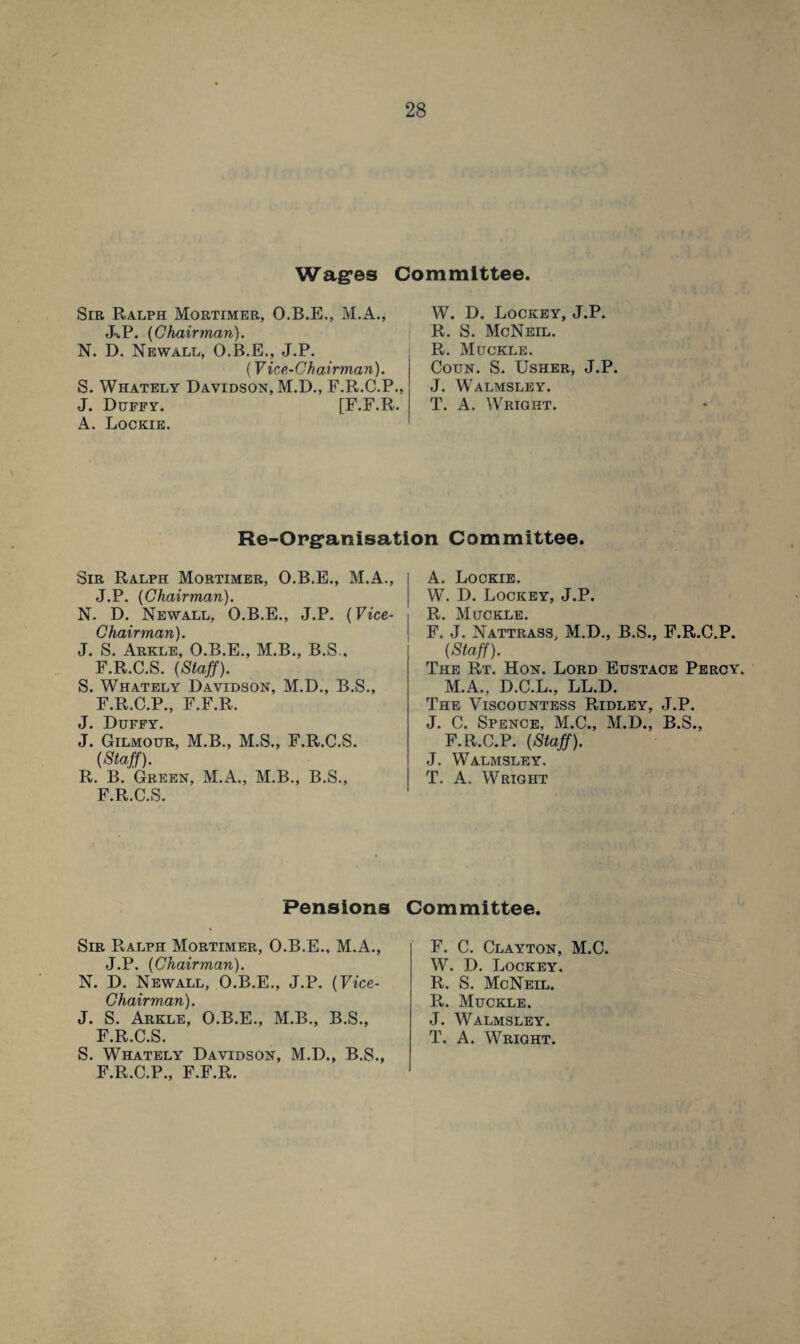 28
Wages Committee.
Sir Ralph Mortimer, O.B.E., M.A.,
J.P. (Chairman).
N. D. Newall, O.B.E., J.P.
(Vice-Chairman).
S. Whately Davidson, M.D., F.R.C.P.,
J. Duffy. [F.F.R.
A. Lockie.
W. D. Lockey, J.P.
R. S. McNeil.
R. Muckle.
Coun. S. Usher, J.P.
J. Walmsley.
T. A. Wright.
Re-Organisation Committee.
Sir Ralph Mortimer, O.B.E., M.A.,
J.P. (Chairman).
N. D. Newall, O.B.E., J.P. (Vice-
Chairman).
J. S. Arkle, O.B.E., M.B., B.S.,
F.R.C.S. (Staff).
S. Whately Davidson, M.D., B.S.,
F.R.C.P., F.F.R.
J. Duffy.
J. Gilmour, M.B., M.S., F.R.C.S.
(Staff).
R. B. Green, M.A., M.B., B.S.,
F.R.C.S.
A. Lockie.
W. D. Lockey, J.P.
R. Muckle.
F. J. Nattrass, M.D., B.S., F.R.C.P.
(Staff).
The Rt. Hon. Lord Eustace Percy.
M.A., D.C.L., LL.D.
The Viscountess Ridley, J.P.
J. C. Spence, M.C., M.D., B.S.,
F.R.C.P. (Staff).
J. Walmsley.
T. A. Wright
Pensions Committee.
Sir Ralph Mortimer, O.B.E., M.A.,
J.P. (Chairman).
N. D. Newall, O.B.E., J.P. (Vice-
Chairman).
J. S. Arkle, O.B.E., M.B., B.S.,
F.R.C.S.
S. Whately Davidson, M.D., B.S.,
F.R.C.P., F.F.R.
F. C. Clayton, M.C.
W. D. Lockey.
R. S. McNeil.
R. Muckle.
J. Walmsley.
T. A. Wright.